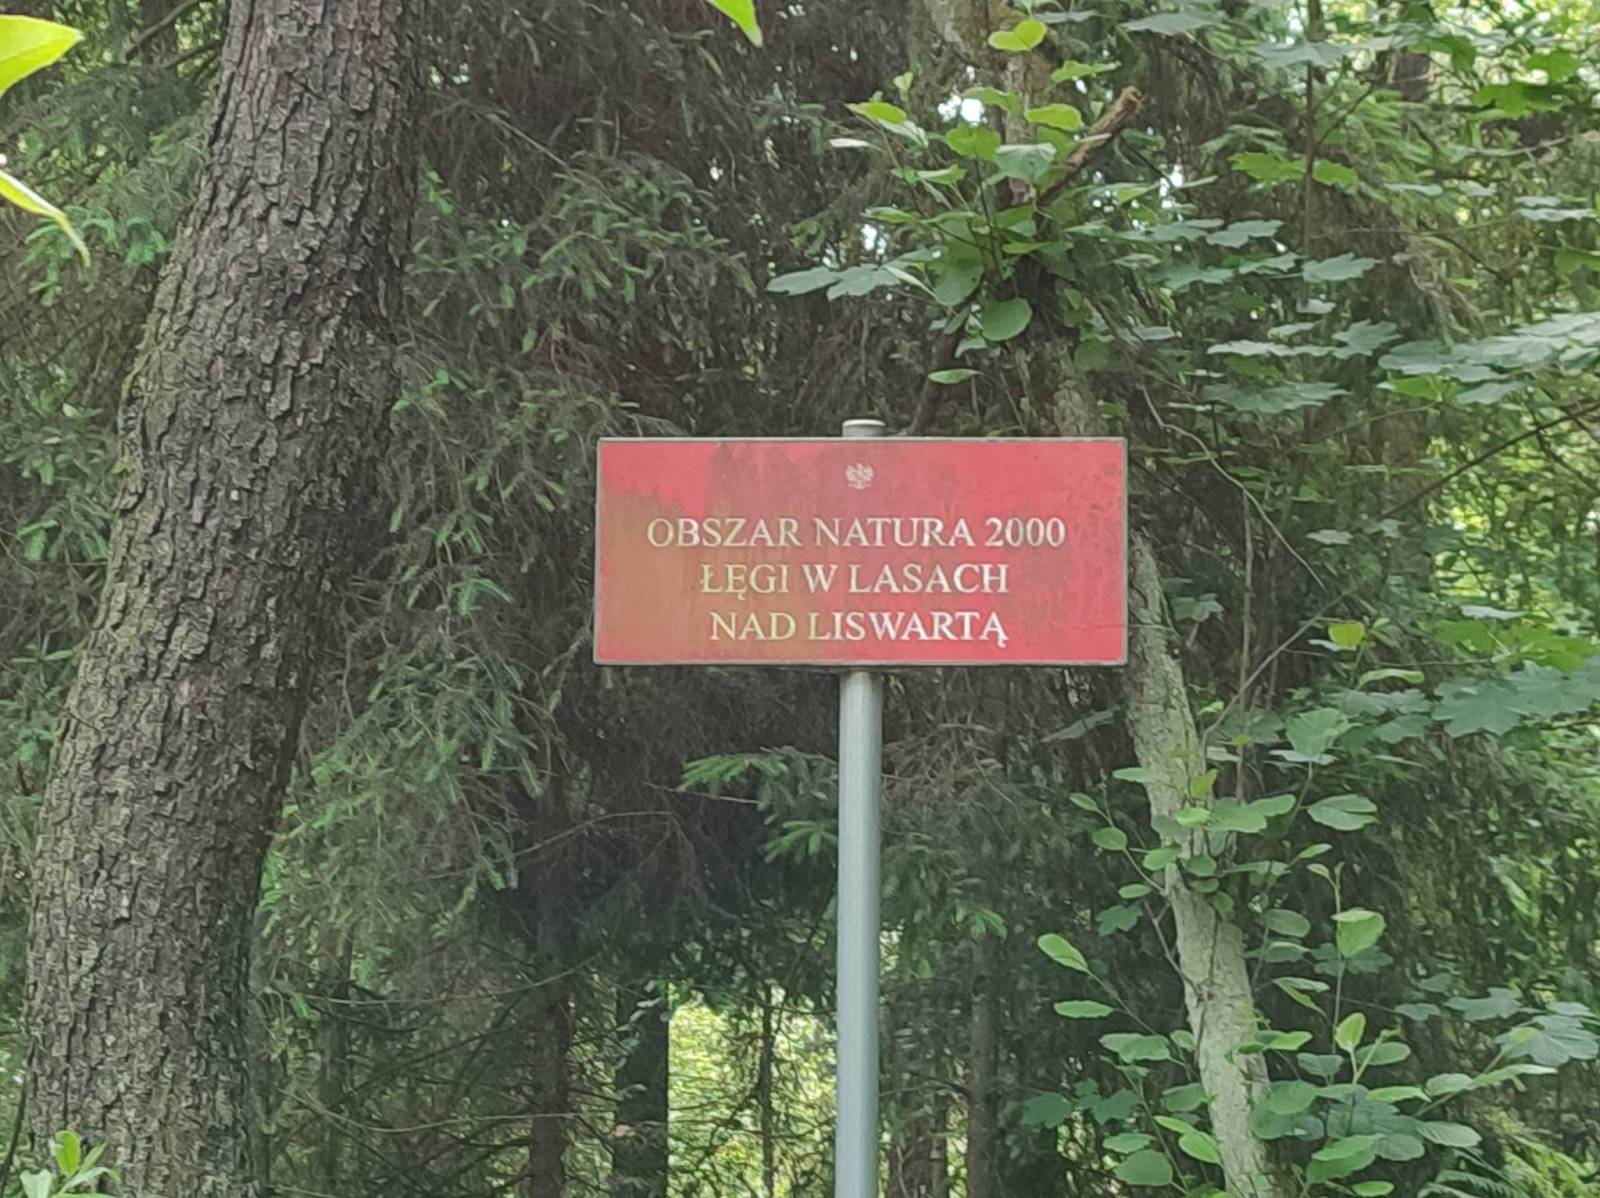 OBSZAR NATURA 2000
ŁĘGI W LASACH
NAD LISWARTĄ